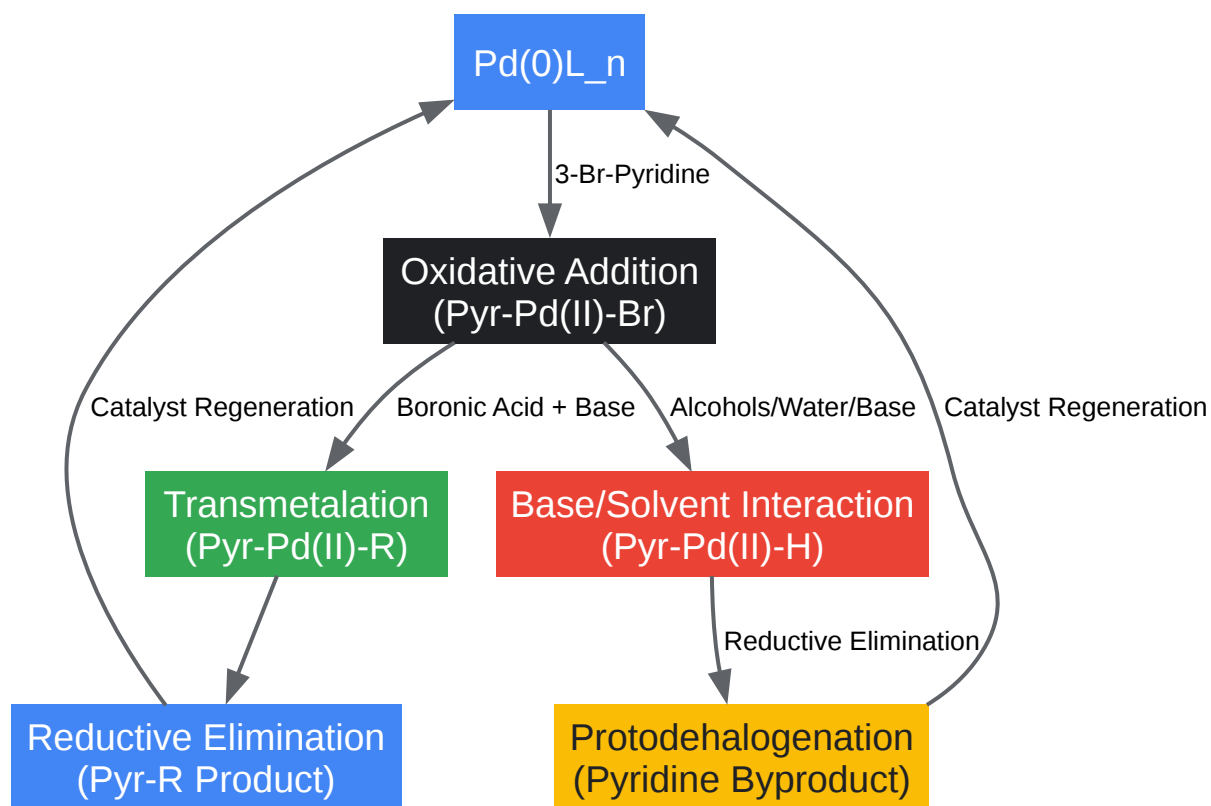 Pd(0)L_n
3-Br-Pyridine
Oxidative Addition
(Pyr-Pd(II)-Br)
Catalyst Regeneration
Boronic Acid + Base
Alcohols/Water/Base
Catalyst Regeneration
Transmetalation
(Pyr-Pd(II)-R)
Base/Solvent Interaction
(Pyr-Pd(II)-H)
Reductive Elimination
Reductive Elimination
(Pyr-R Product)
Protodehalogenation
(Pyridine Byproduct)